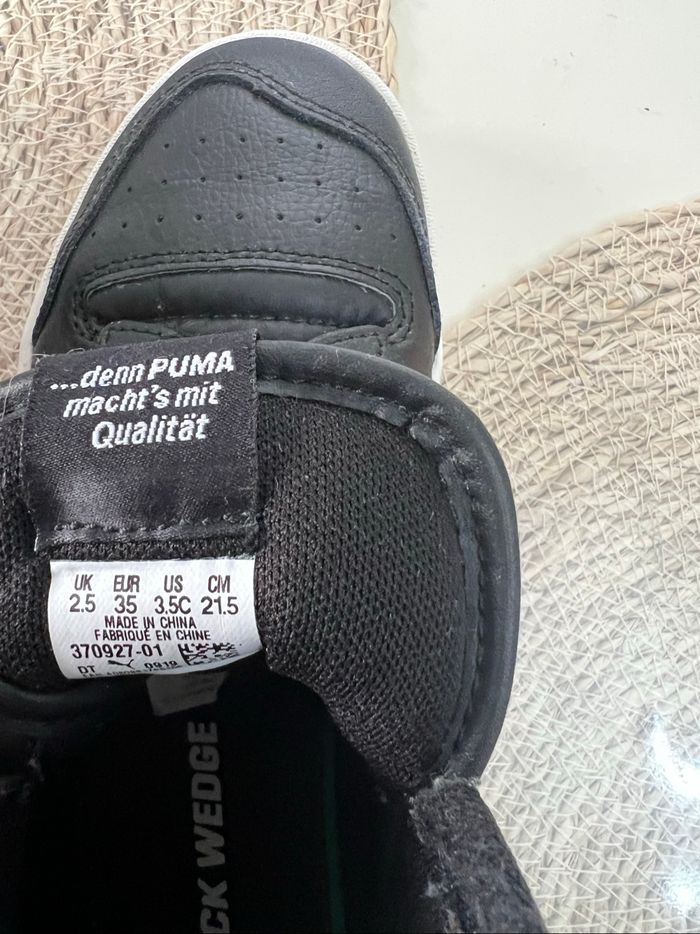 ...denn PUMA
macht's mit
Qualität
UK EUR US CM
2.5 35 3.5C 21.5
MADE IN CHINA
FABRIQUÉ EN CHINE
370927-01
DT 0919
CK WEDGE